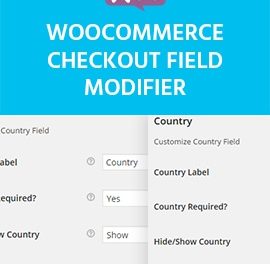 WOOCOMMERCE
CHECKOUT FIELD
MODIFIER
Country Field
abel
Country
equired?
Yes
w Country
Show
Country
Customize Country Field
Country Label
Country Required?
Hide/Show Country